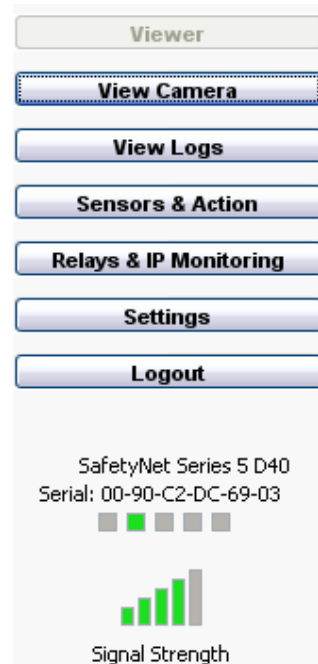 Viewer
View Camera
View Logs
Sensors & Action
Relays & IP Monitoring
Settings
Logout
SafetyNet Series 5 D40
Serial: 00-90-C2-DC-69-03
Signal Strength